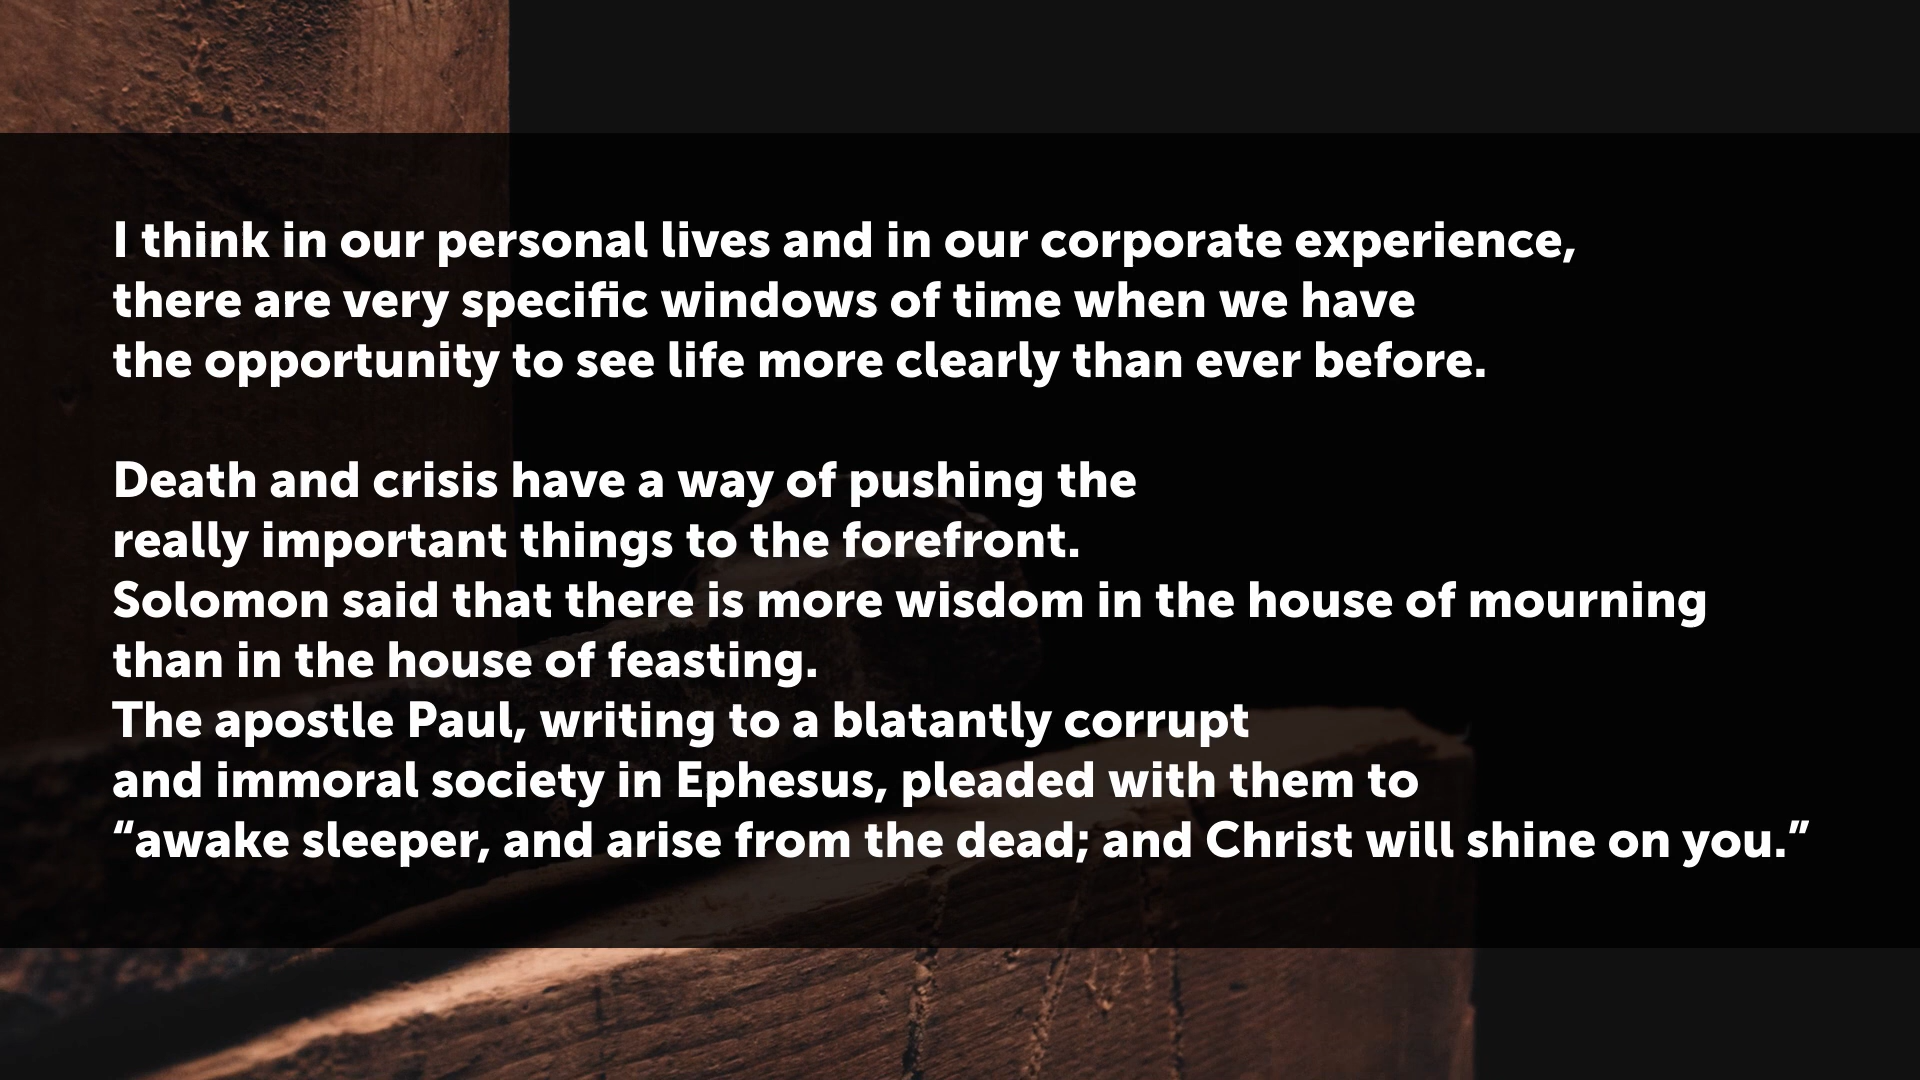 I think in our personal lives and in our corporate experience,
there are very specific windows of time when we have
the opportunity to see life more clearly than ever before.
Death and crisis have a way of pushing the
really important things to the forefront.
Solomon said that there is more wisdom in the house of mourning
than in the house of feasting.
The apostle Paul, writing to a blatantly corrupt
and immoral society in Ephesus, pleaded with them to
“awake sleeper, and arise from the dead; and Christ will shine on you.”